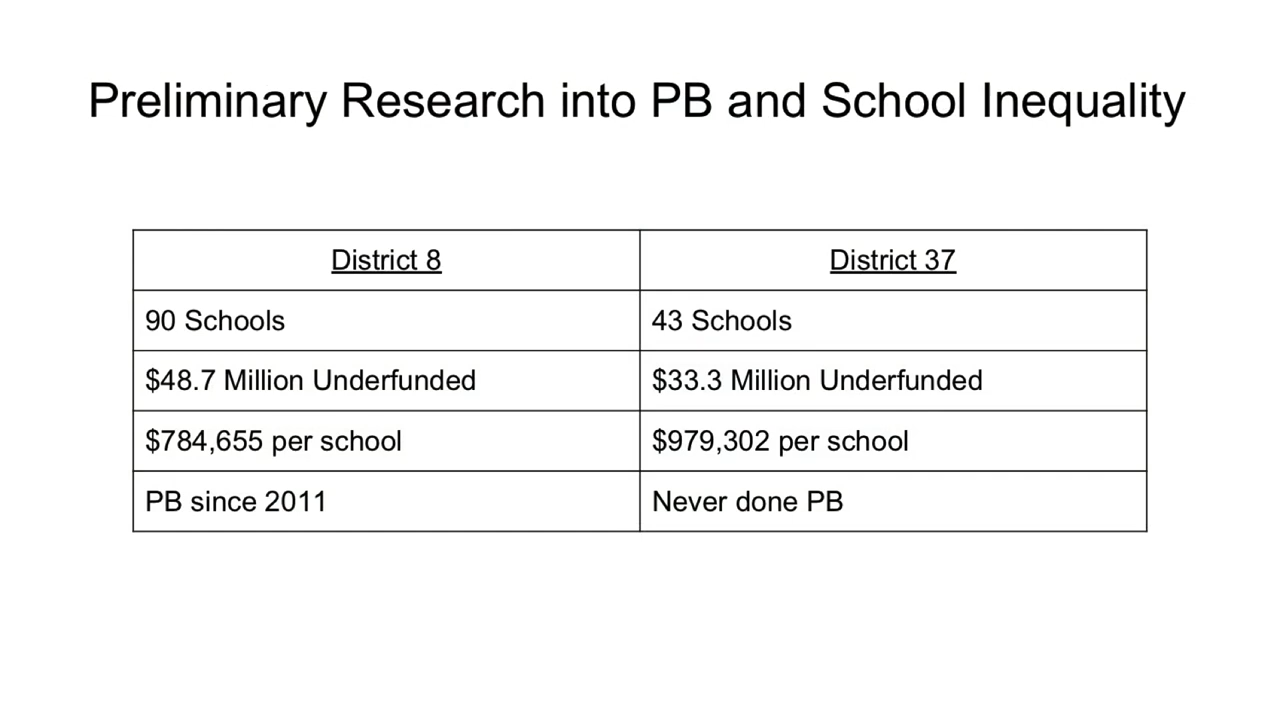 Preliminary Research into PB and School Inequality
District 8
District 37
90 Schools
43 Schools
$48.7 Million Underfunded
$33.3 Million Underfunded
$784,655 per school
$979,302 per school
PB since 2011
Never done PB